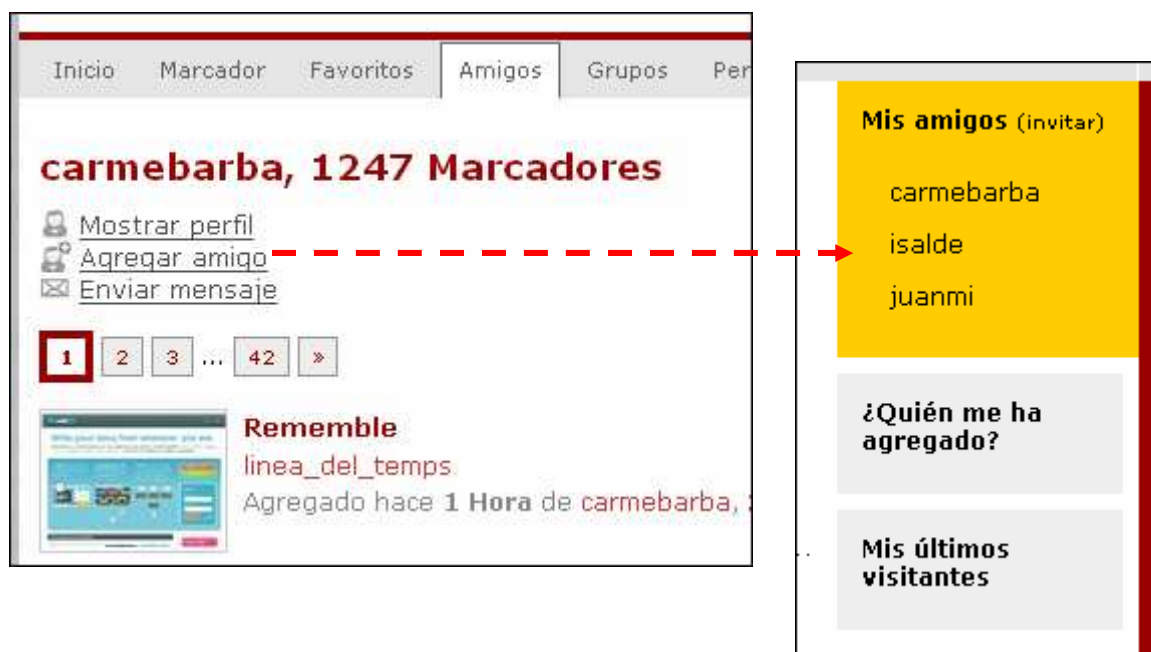 Inicio Marcador Favoritos Amigos Grupos Per
carmebarba, 1247 Marcadores
Mostrar perfil
Agregar amigo
Enviar mensaje
1 2 3 ... 42 »
Rememble
linea_del_temps
Agregado hace 1 Hora de carmebarba,
Mis amigos (invitar)
carmebarba
isalde
juanmi
¿Quién me ha
agregado?
Mis últimos
visitantes